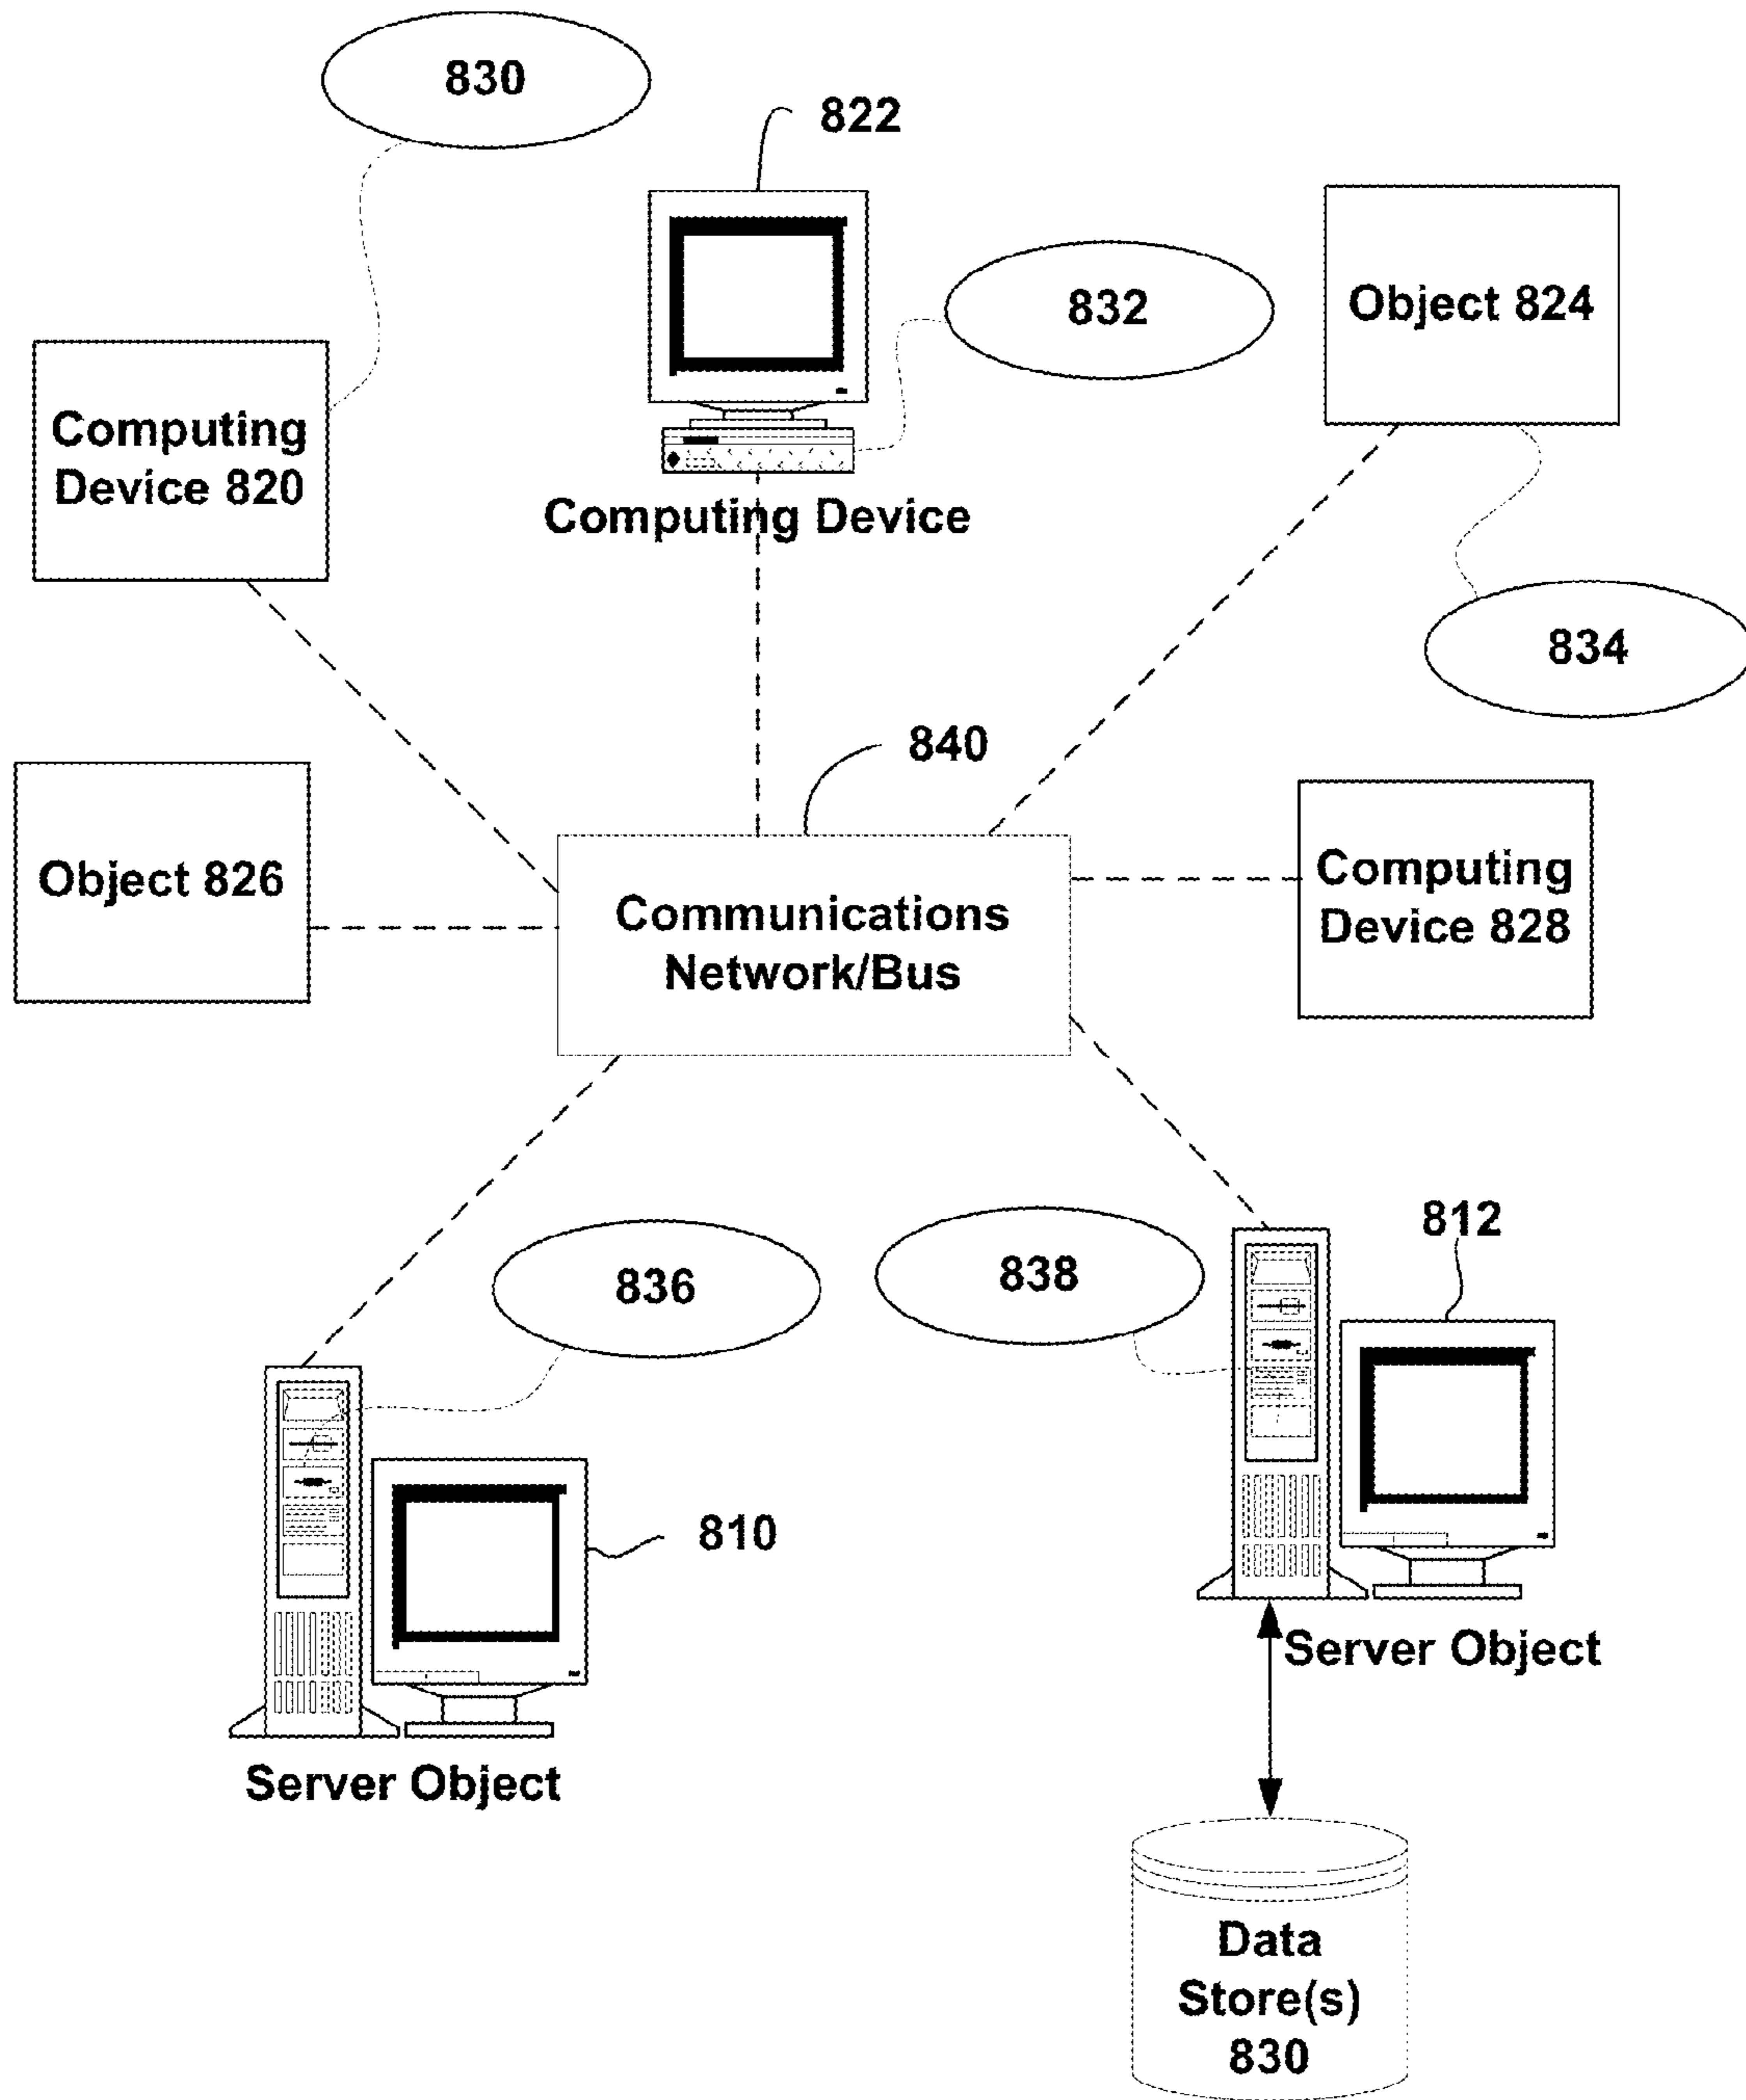 830
822
832
Object 824
Computing
Device 820
Computing Device
834
840
Object 826
Communications
Network/Bus
Computing
Device 828
836
838
812
810
Server Object
Server Object
Data
Store(s)
830